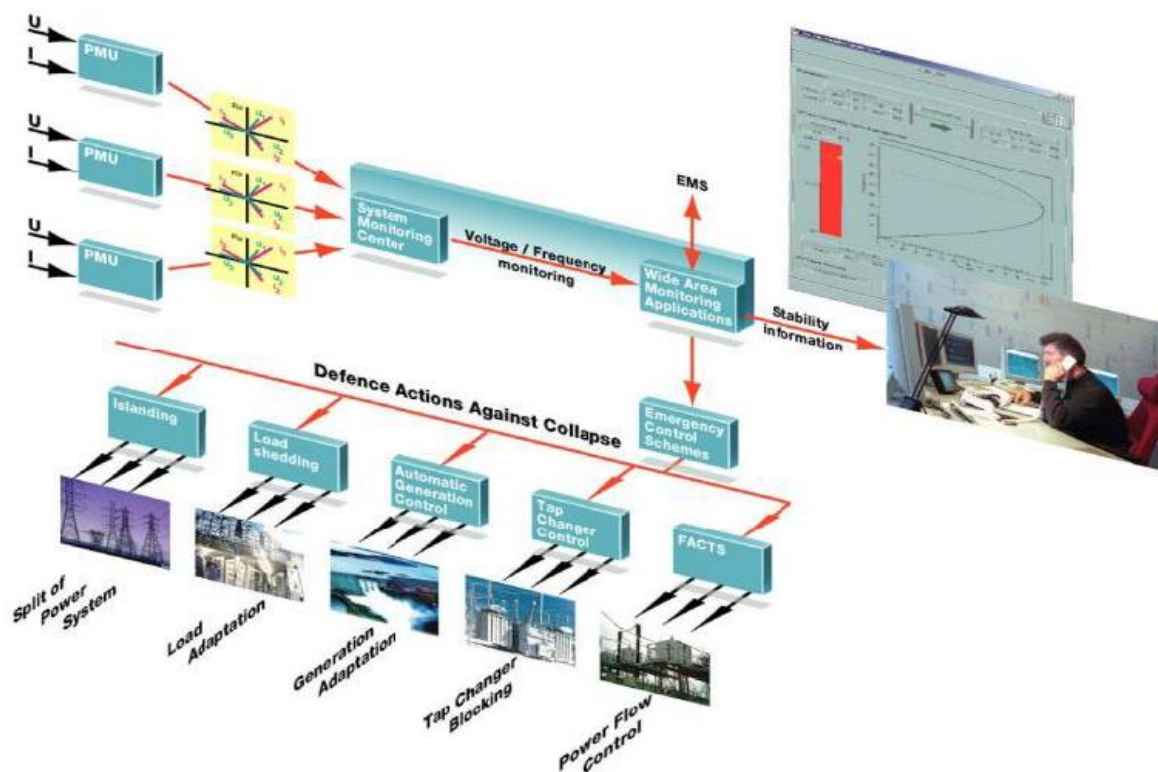 U
I
PMU
U
I
PMU
U
I
PMU
System
Monitoring
Center
Voltage / Frequency
monitoring
EMS
Wide Area
Monitoring
Applications
Stability
information
Defence Actions Against Collapse
Emergency
Control
Schemes
Islanding
Load
shedding
Automatic
Generation
Control
Tap
Changer
Control
FACTS
Split of
Power
System
Load
Adaptation
Generation
Adaptation
Tap Changer
Blocking
Power Flow
Control